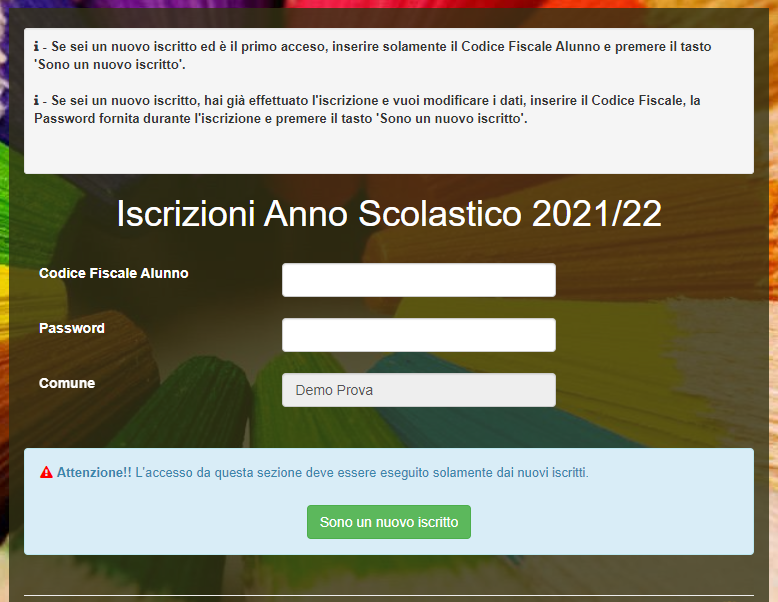 i - Se sei un nuovo iscritto ed è il primo acceso, inserire solamente il Codice Fiscale Alunno e premere il tasto
'Sono un nuovo iscritto'.
i - Se sei un nuovo iscritto, hai già effettuato l'iscrizione e vuoi modificare i dati, inserire il Codice Fiscale, la
Password fornita durante l'iscrizione e premere il tasto 'Sono un nuovo iscritto'.
Iscrizioni Anno Scolastico 2021/22
Codice Fiscale Alunno
Password
Comune
Demo Prova
Attenzione!! L'accesso da questa sezione deve essere eseguito solamente dai nuovi iscritti.
Sono un nuovo iscritto